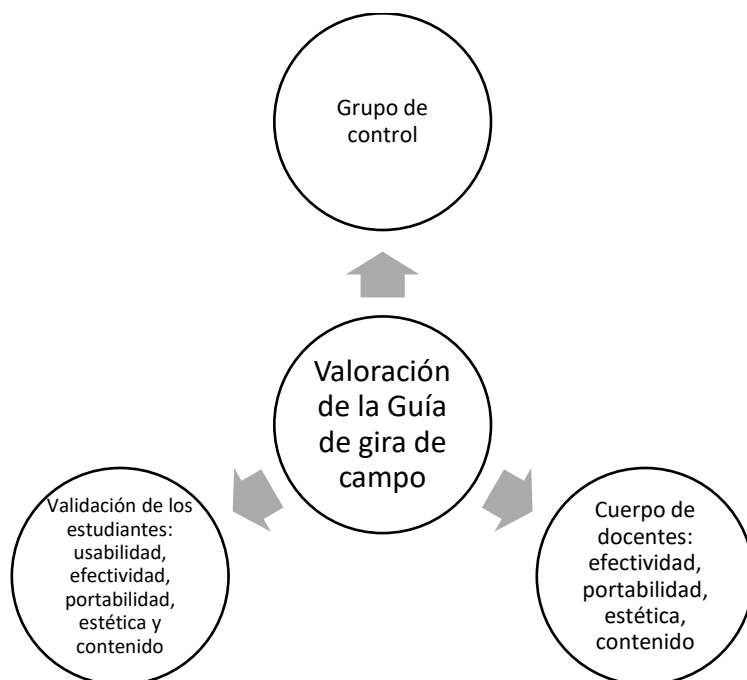 Grupo de
control
Valoración
de la Guía
de gira de
campo
Validación de los
estudiantes:
usabilidad,
efectividad,
portabilidad,
estética y
contenido
Cuerpo de
docentes:
efectividad,
portabilidad,
estética,
contenido